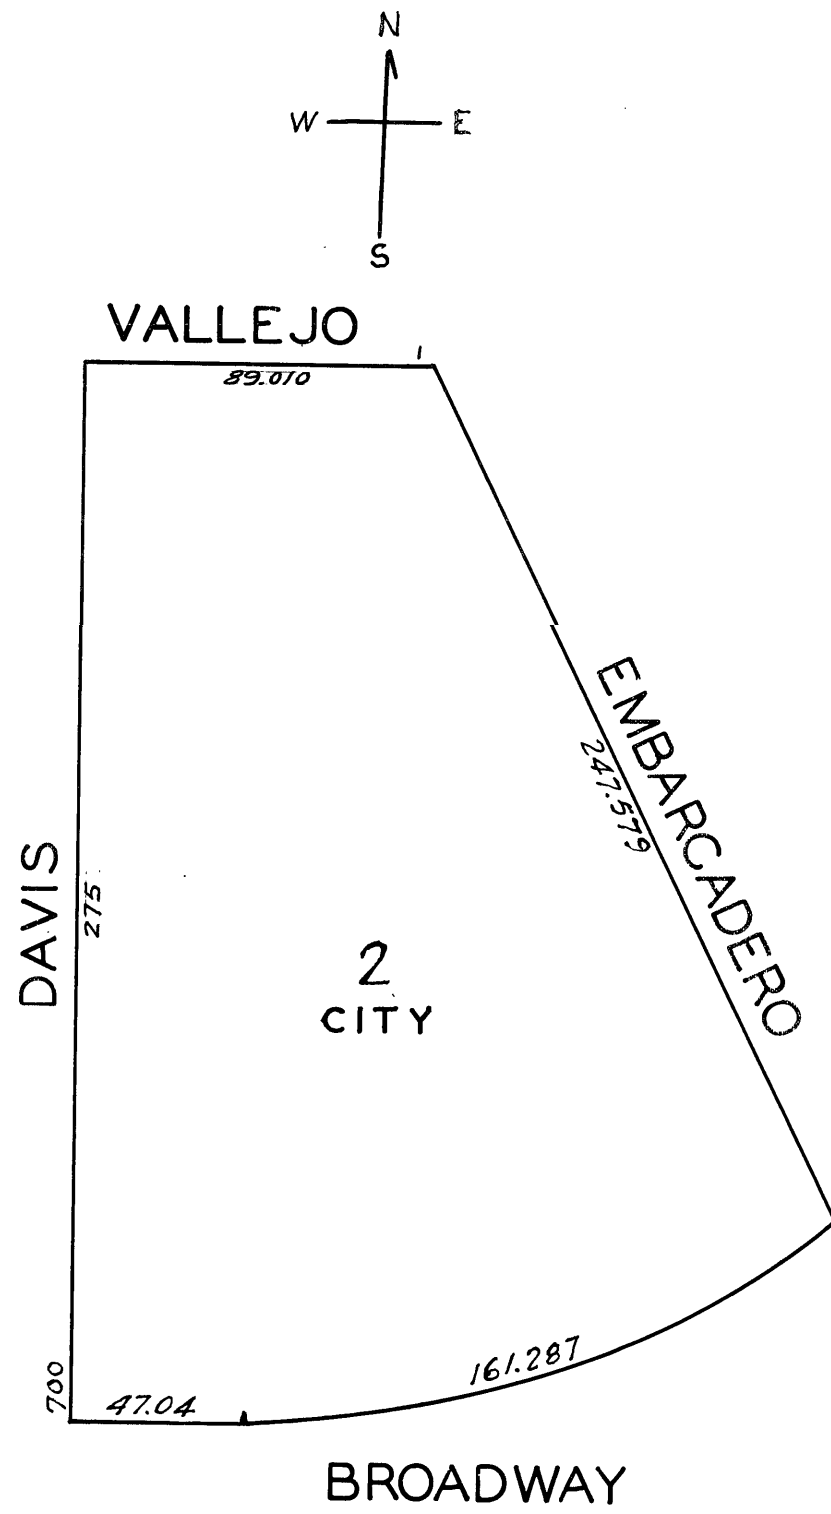 N
W E
S
VALLEJO
1
89.010
EMBARCADERO
247.579
DAVIS
275
2
CITY
700
47.04
161.287
BROADWAY